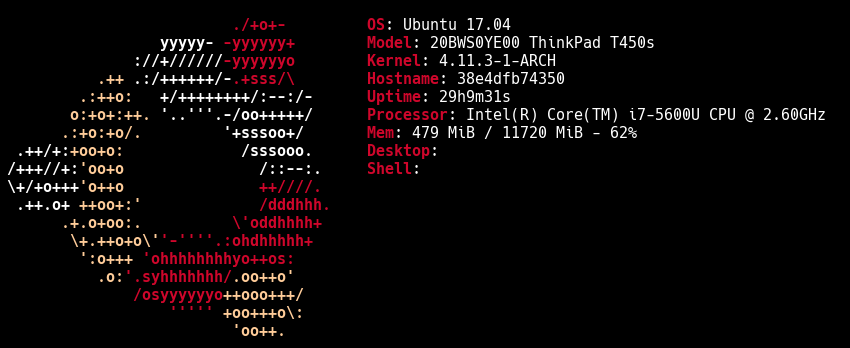 ./+o+-       OS: Ubuntu 17.04
                 yyyyy- -yyyyyy+      Model: 20BWS0YE00 ThinkPad T450s
              ://+//////-yyyyyyo      Kernel: 4.11.3-1-ARCH
          .++ .:/++++++/-.+sss/\      Hostname: 38e4dfb74350
        .:++o:   +/++++++++/:--:/-    Uptime: 29h9m31s
       o:+o+:++. '..'''.-/oo+++++/    Processor: Intel(R) Core(TM) i7-5600U CPU @ 2.60GHz
      .:+o:+o/.         '+sssoo+/     Mem: 479 MiB / 11720 MiB - 62%
 .++/+:+oo+o:             /sssooo.    Desktop:
/+++//+:'oo+o               /::--:.   Shell:
\+/+o+++'o++o               ++////.
 .++.o+ ++oo+:'             /dddhhh.
      .+.o+oo:.          \'oddhhhh+
       \+.++o+o\''-''''.:ohdhhhhh+
        ':o+++ 'ohhhhhhhhyo++os:
          .o:'.syhhhhhhh/.oo++o'
              /osyyyyyyo++ooo+++/
                  ''''' +oo+++o\:
                         'oo++.